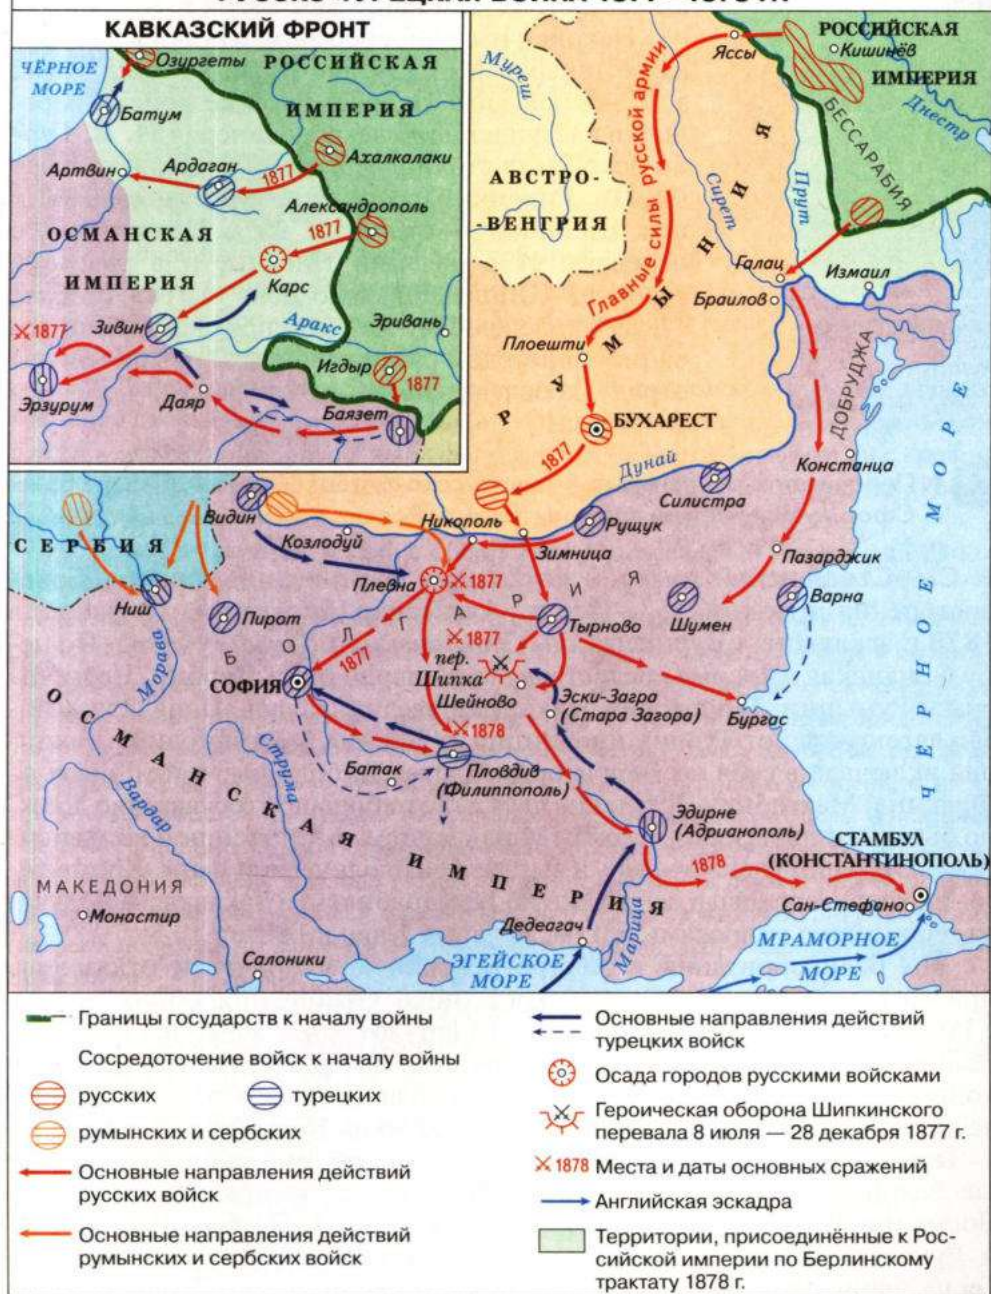 КАВКАЗСКИЙ ФРОНТ
ЧЁРНОЕ
МОРЕ
Озургеты
РОССИЙСКАЯ
ИМПЕРИЯ
Батум
Ардаган
Артвин
1877
Ахалкалаки
Александрополь
1877
ОСМАНСКАЯ
ИМПЕРИЯ
Карс
Зивин
Аракс
Эривань
1877
Игдыр
1877
Эрзурум
Даяр
Баязет
РОССИЙСКАЯ
Кишинёв
ИМПЕРИЯ
Яссы
Муреш
Днестр
БЕССАРАБИЯ
АВСТРО-
-ВЕНГРИЯ
Главные силы русской армии
Сирет
Прут
РУМЫНИЯ
Галац
Измаил
Браилов
Плоешти
ДОБРУДЖА
БУХАРЕСТ
1877
Дунай
Констанца
Силистра
ЧЁРНОЕ МОРЕ
Видин
Козлодуй
Никополь
Рущук
Зимница
Пазарджик
СЕРБИЯ
Плевна
1877
Ниш
Пирот
БОЛГАРИЯ
Тырново
Шумен
Варна
1877
пер.
Шипка
Шейново
1877
СОФИЯ
Морава
Эски-Загра
(Стара Загора)
Бургас
1878
Струма
Батак
Пловдив
(Филиппополь)
Вардар
ОСМАНСКАЯ ИМПЕРИЯ
Эдирне
(Адрианополь)
СТАМБУЛ
(КОНСТАНТИНОПОЛЬ)
1878
МАКЕДОНИЯ
Монастир
Сан-Стефано
Дедеагач
Марица
МРАМОРНОЕ
МОРЕ
Салоники
ЭГЕЙСКОЕ
МОРЕ
Границы государств к началу войны
Сосредоточение войск к началу войны
русских
турецких
румынских и сербских
Основные направления действий
русских войск
Основные направления действий
румынских и сербских войск
Основные направления действий
турецких войск
Осада городов русскими войсками
Героическая оборона Шипкинского
перевала 8 июля — 28 декабря 1877 г.
1878 Места и даты основных сражений
Английская эскадра
Территории, присоединённые к Рос-
сийской империи по Берлинскому
трактату 1878 г.